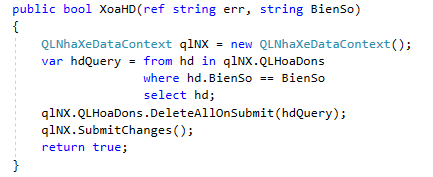 public bool XoaHD(ref string err, string BienSo)
{
QLNhaXeDataContext qlNX = new QLNhaXeDataContext();
var hdQuery = from hd in qlNX.QLHoaDons
where hd.BienSo == BienSo
select hd;
qlNX.QLHoaDons.DeleteAllOnSubmit(hdQuery);
qlNX.SubmitChanges();
return true;
}